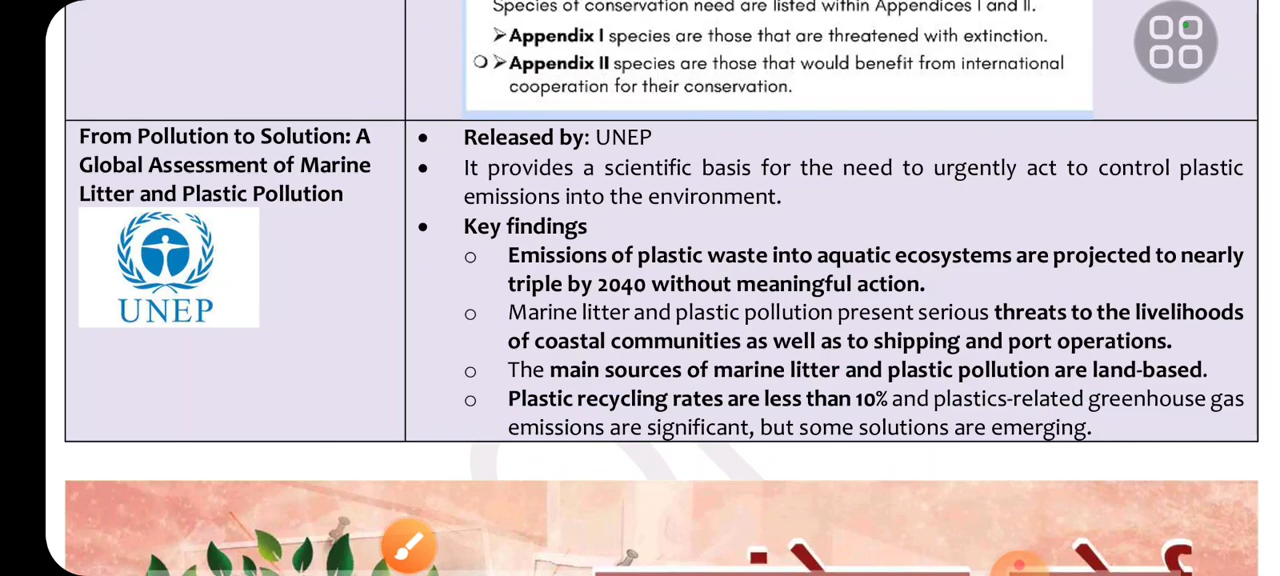 Species of conservation need are listed within Appendices I and II.
➢Appendix I species are those that are threatened with extinction.
○ ➢Appendix II species are those that would benefit from international
cooperation for their conservation.
From Pollution to Solution: A
Global Assessment of Marine
Litter and Plastic Pollution
UNEP
• Released by: UNEP
• It provides a scientific basis for the need to urgently act to control plastic
emissions into the environment.
• Key findings
○ Emissions of plastic waste into aquatic ecosystems are projected to nearly
triple by 2040 without meaningful action.
○ Marine litter and plastic pollution present serious threats to the livelihoods
of coastal communities as well as to shipping and port operations.
○ The main sources of marine litter and plastic pollution are land-based.
○ Plastic recycling rates are less than 10% and plastics-related greenhouse gas
emissions are significant, but some solutions are emerging.